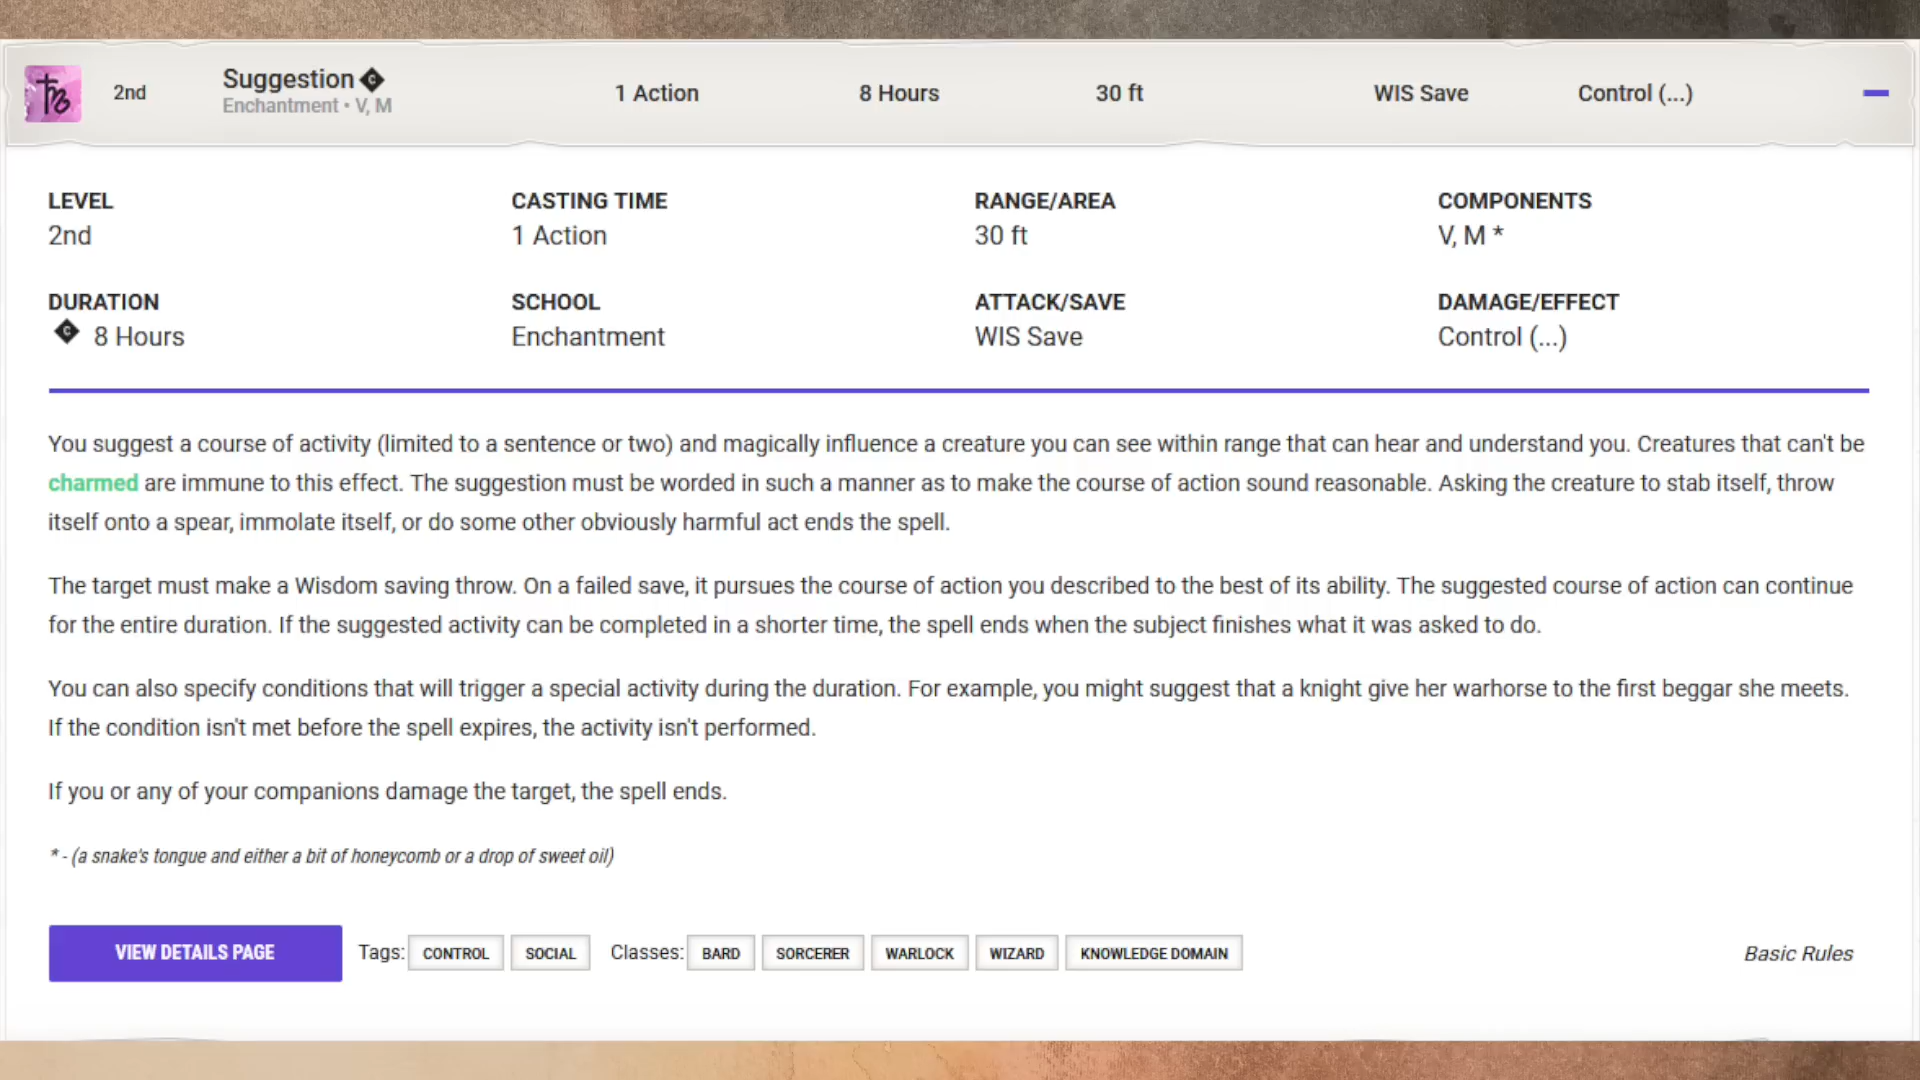 2nd
Suggestion C
1 Action
8 Hours
30 ft
WIS Save
Control (...)
Enchantment • V, M
LEVEL
2nd
CASTING TIME
1 Action
RANGE/AREA
30 ft
COMPONENTS
V, M *
DURATION
C 8 Hours
SCHOOL
Enchantment
ATTACK/SAVE
WIS Save
DAMAGE/EFFECT
Control (...)
You suggest a course of activity (limited to a sentence or two) and magically influence a creature you can see within range that can hear and understand you. Creatures that can't be
charmed are immune to this effect. The suggestion must be worded in such a manner as to make the course of action sound reasonable. Asking the creature to stab itself, throw
itself onto a spear, immolate itself, or do some other obviously harmful act ends the spell.
The target must make a Wisdom saving throw. On a failed save, it pursues the course of action you described to the best of its ability. The suggested course of action can continue
for the entire duration. If the suggested activity can be completed in a shorter time, the spell ends when the subject finishes what it was asked to do.
You can also specify conditions that will trigger a special activity during the duration. For example, you might suggest that a knight give her warhorse to the first beggar she meets.
If the condition isn't met before the spell expires, the activity isn't performed.
If you or any of your companions damage the target, the spell ends.
* - (a snake's tongue and either a bit of honeycomb or a drop of sweet oil)
VIEW DETAILS PAGE
Tags: CONTROL SOCIAL Classes: BARD SORCERER WARLOCK WIZARD KNOWLEDGE DOMAIN
Basic Rules